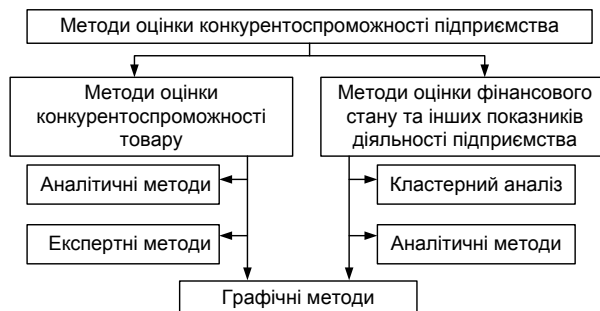 Методи оцінки конкурентоспроможності підприємства
Методи оцінки
конкурентоспроможності
товару
Методи оцінки фінансового
стану та інших показників
діяльності підприємства
Аналітичні методи
Кластерний аналіз
Експертні методи
Аналітичні методи
Графічні методи